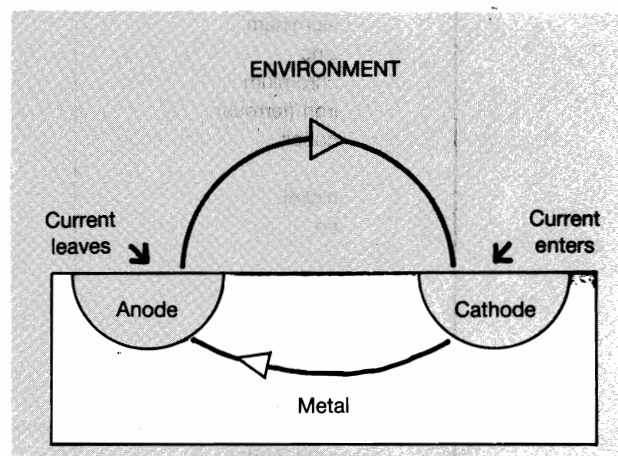 ENVIRONMENT
Current
leaves
Current
enters
Anode
Cathode
Metal